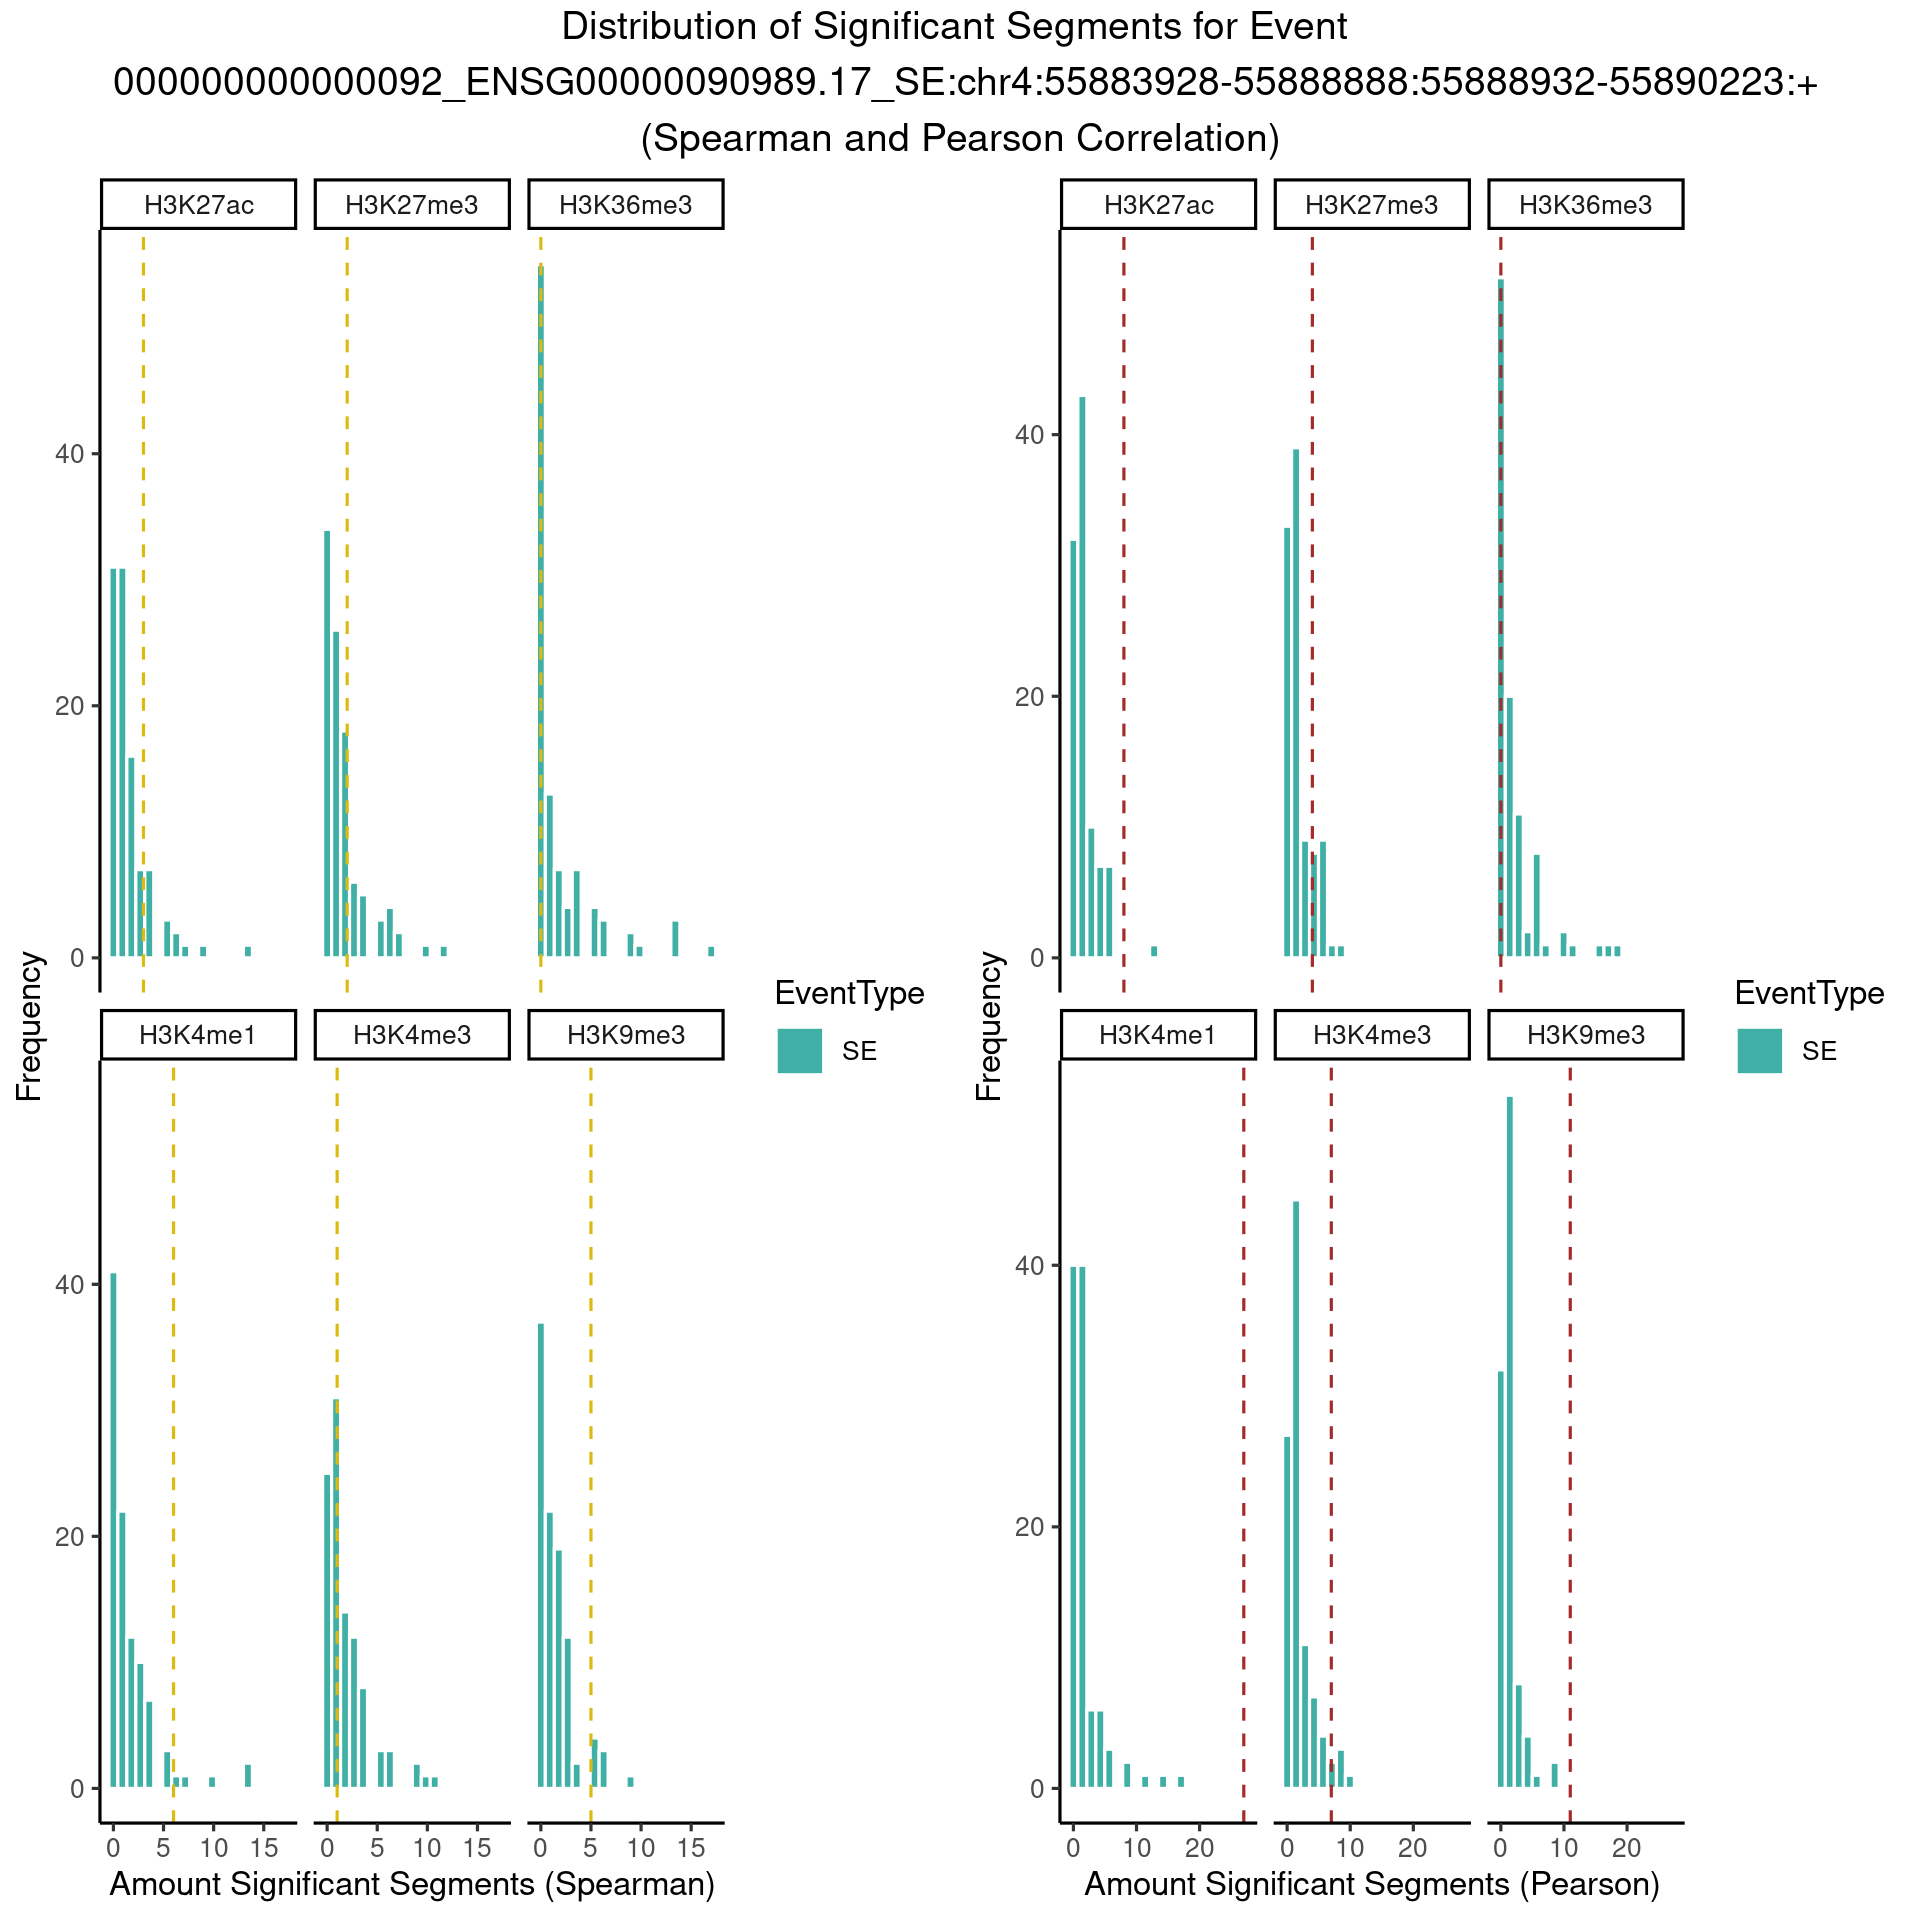 Distribution of Significant Segments for Event
000000000000092_ENSG00000090989.17_SE:chr4:55883928-55888888:55888932-55890223:+
(Spearman and Pearson Correlation)
H3K27ac H3K27me3 H3K36me3
40
20
0
H3K4me1 H3K4me3 H3K9me3
40
20
0
0 5 10 15 0 5 10 15 0 5 10 15
Frequency
Amount Significant Segments (Spearman)
EventType
SE
H3K27ac H3K27me3 H3K36me3
40
20
0
H3K4me1 H3K4me3 H3K9me3
40
20
0
0 10 20 0 10 20 0 10 20
Frequency
Amount Significant Segments (Pearson)
EventType
SE